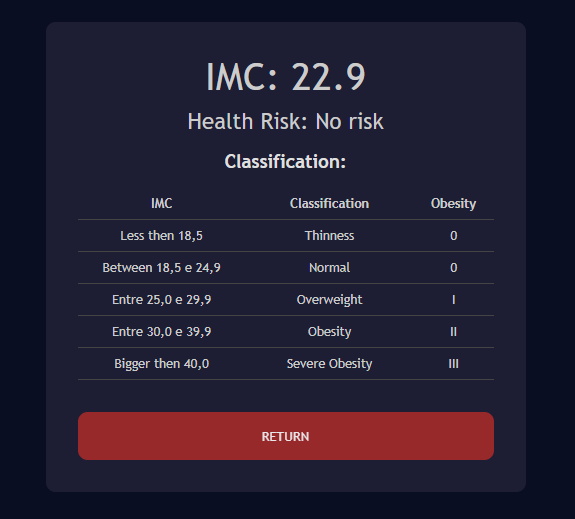 IMC: 22.9
Health Risk: No risk
Classification:
IMC Classification Obesity
Less then 18,5 Thinness 0
Between 18,5 e 24,9 Normal 0
Entre 25,0 e 29,9 Overweight I
Entre 30,0 e 39,9 Obesity II
Bigger then 40,0 Severe Obesity III
RETURN